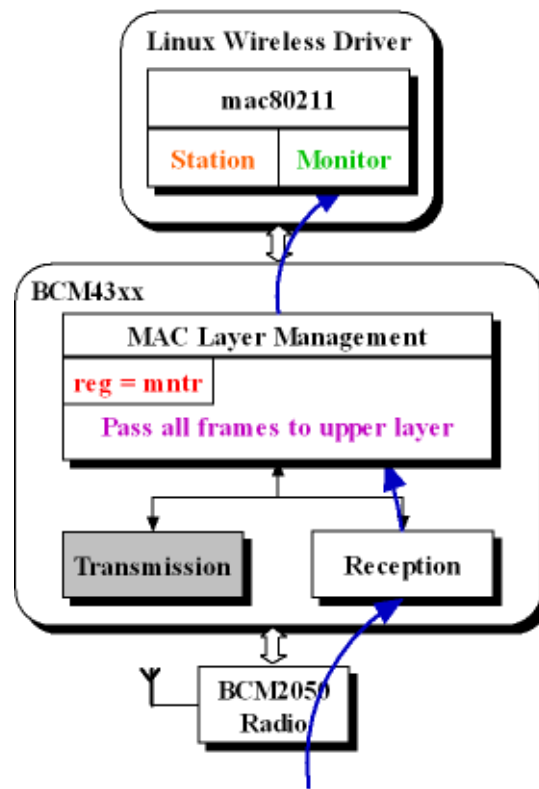 Linux Wireless Driver
mac80211
Station
Monitor
BCM43xx
MAC Layer Management
reg = mntr
Pass all frames to upper layer
Transmission
Reception
BCM2050
Radio